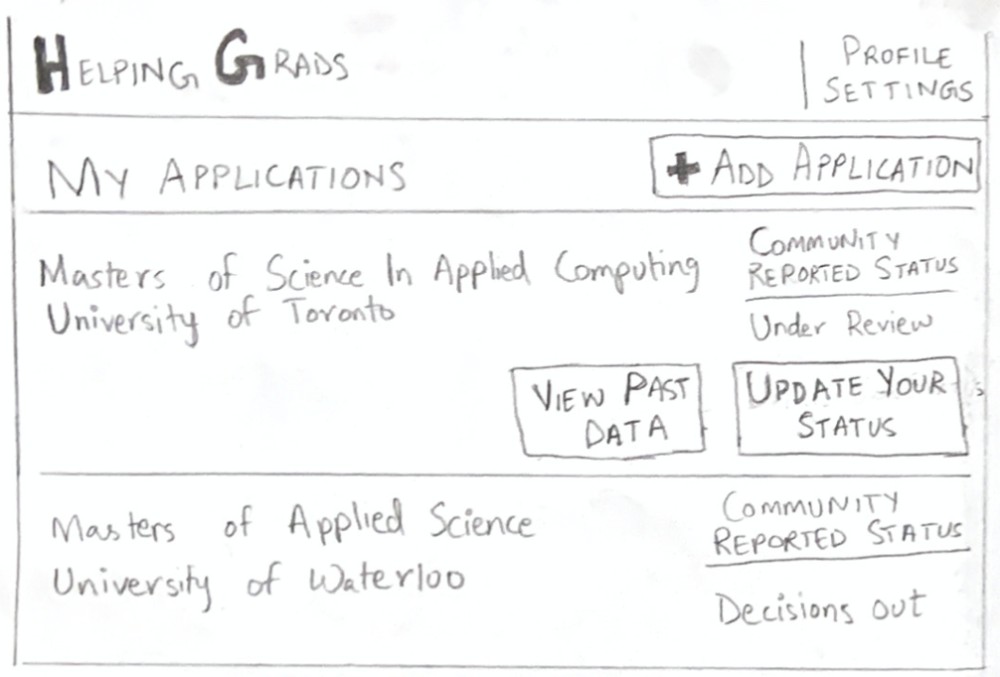 HELPING GRADS
PROFILE
SETTINGS
MY APPLICATIONS
+ ADD APPLICATION
Masters of Science In Applied Computing
University of Toronto
COMMUNITY
REPORTED STATUS
Under Review
VIEW PAST
DATA
UPDATE YOUR
STATUS
Masters of Applied Science
University of Waterloo
COMMUNITY
REPORTED STATUS
Decisions out